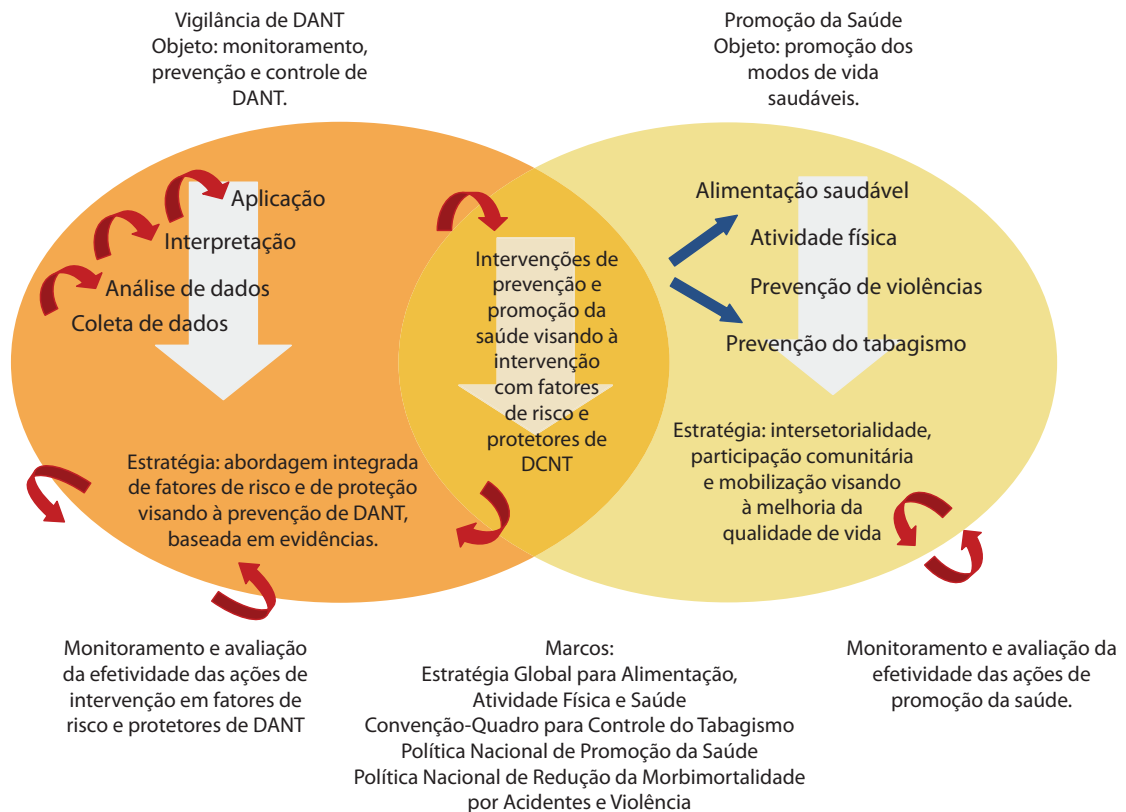 Vigilância de DANT
Objeto: monitoramento,
prevenção e controle de
DANT.
Promoção da Saúde
Objeto: promoção dos
modos de vida
saudáveis.
Aplicação
Interpretação
Análise de dados
Coleta de dados
Estratégia: abordagem integrada
de fatores de risco e de proteção
visando à prevenção de DANT,
baseada em evidências.
Intervenções de
prevenção e
promoção da
saúde visando à
intervenção
com fatores
de risco e
protetores de
DCNT
Alimentação saudável
Atividade física
Prevenção de violências
Prevenção do tabagismo
Estratégia: intersetorialidade,
participação comunitária
e mobilização visando
à melhoria da
qualidade de vida
Monitoramento e avaliação
da efetividade das ações de
intervenção em fatores de
risco e protetores de DANT
Marcos:
Estratégia Global para Alimentação,
Atividade Física e Saúde
Convenção-Quadro para Controle do Tabagismo
Política Nacional de Promoção da Saúde
Política Nacional de Redução da Morbimortalidade
por Acidentes e Violência
Monitoramento e avaliação da
efetividade das ações de
promoção da saúde.